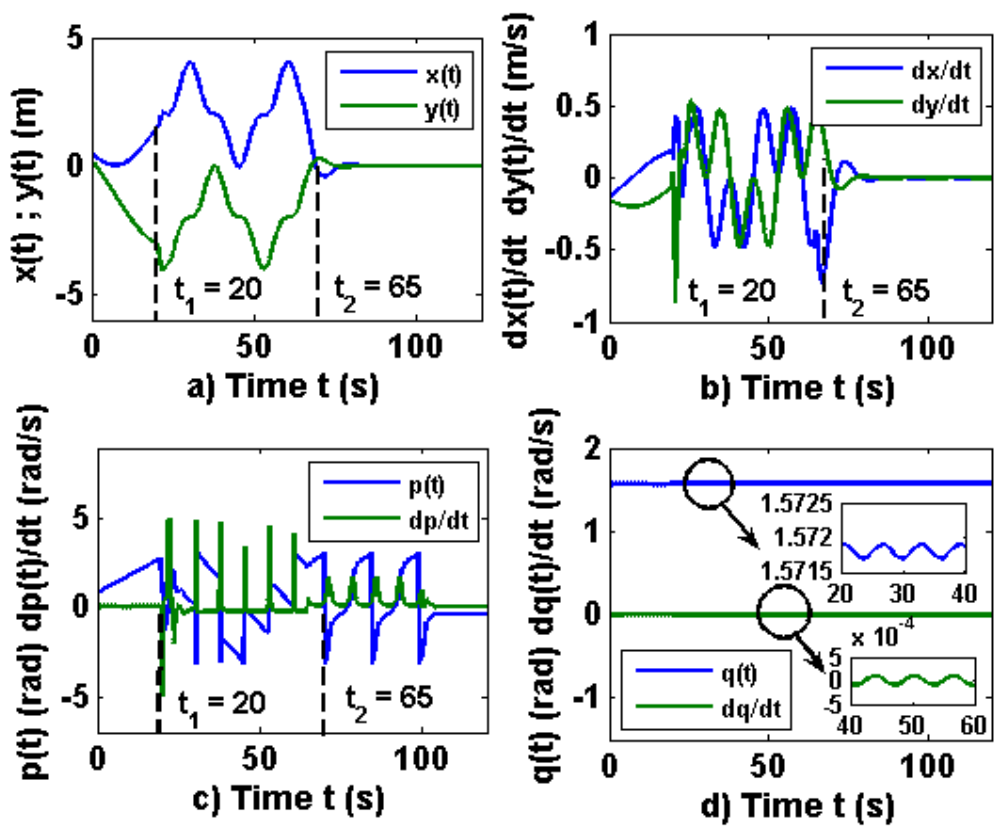 x(t) ; y(t) (m)
5
0
-5
x(t)
y(t)
t1 = 20
t2 = 65
0
50
100
a) Time t (s)
dx(t)/dt dy(t)/dt (m/s)
1
0.5
0
-0.5
-1
dx/dt
dy/dt
t1 = 20
t2 = 65
0
50
100
b) Time t (s)
p(t) (rad) dp(t)/dt (rad/s)
5
0
-5
p(t)
dp/dt
t1 = 20
t2 = 65
0
50
100
c) Time t (s)
q(t) (rad) dq(t)/dt (rad/s)
2
1
0
-1
1.5725
1.572
1.5715
20 30 40
x 10-4
5
0
-5
40 50 60
q(t)
dq/dt
0
50
100
d) Time t (s)